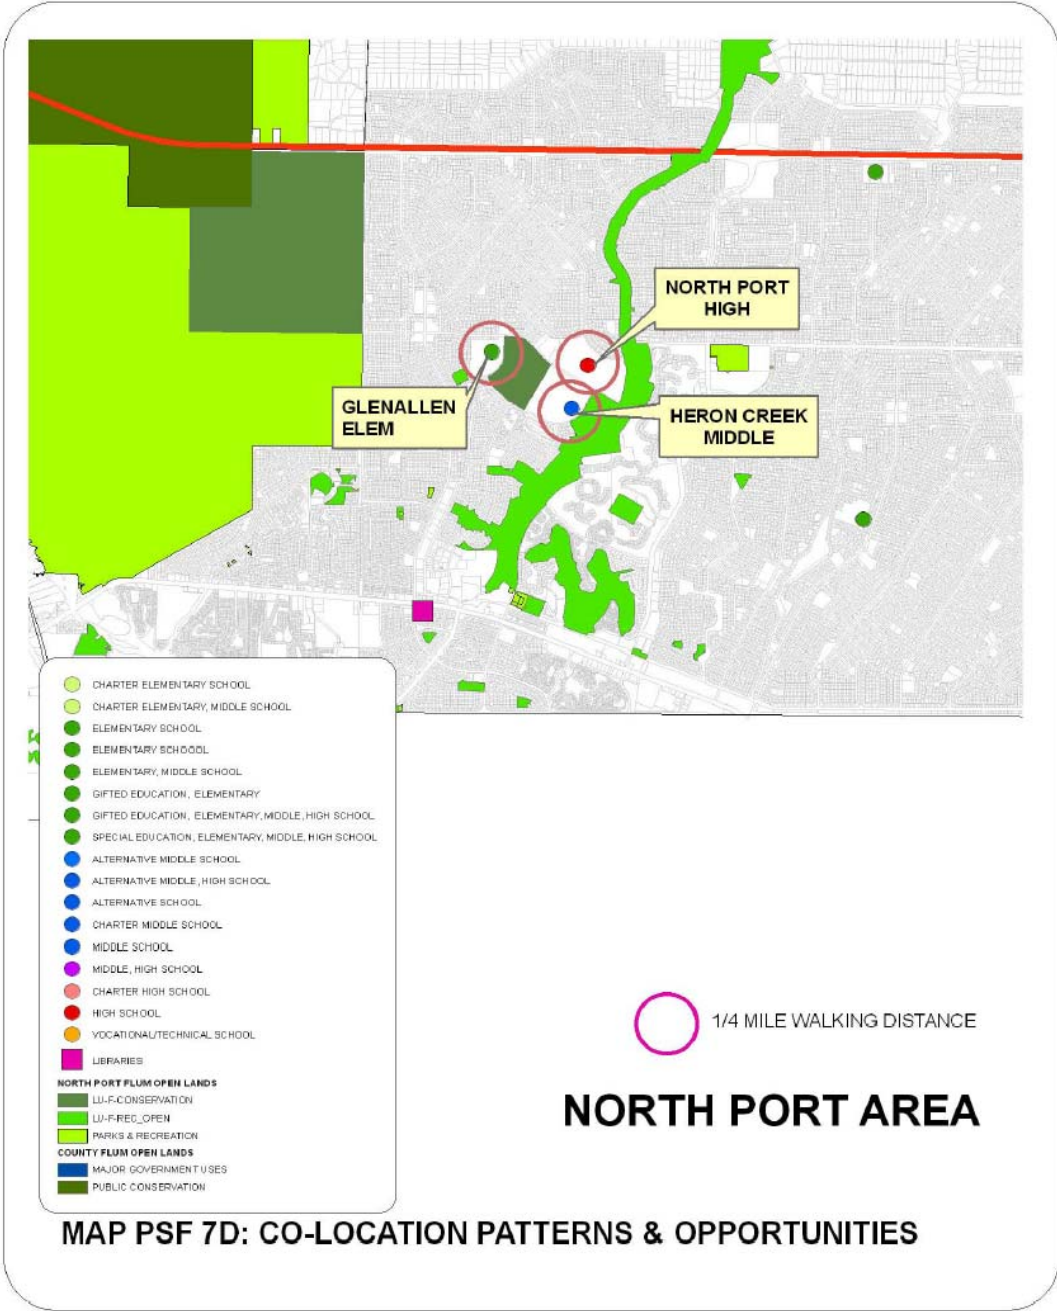 NORTH PORT
HIGH
GLENALLEN
ELEM
HERON CREEK
MIDDLE
CHARTER ELEMENTARY SCHOOL
CHARTER ELEMENTARY, MIDDLE SCHOOL
ELEMENTARY SCHOOL
ELEMENTARY SCHOOOL
ELEMENTARY, MIDDLE SCHOOL
GIFTED EDUCATION, ELEMENTARY
GIFTED EDUCATION, ELEMENTARY, MIDDLE, HIGH SCHOOL
SPECIAL EDUCATION, ELEMENTARY, MIDDLE, HIGH SCHOOL
ALTERNATIVE MIDDLE SCHOOL
ALTERNATIVE MIDDLE, HIGH SCHOOL
ALTERNATIVE SCHOOL
CHARTER MIDDLE SCHOOL
MIDDLE SCHOOL
MIDDLE, HIGH SCHOOL
CHARTER HIGH SCHOOL
HIGH SCHOOL
VOCATIONAL/TECHNICAL SCHOOL
LIBRARIES
NORTH PORT FLUM OPEN LANDS
LU-F-CONSERVATION
LU-F-REC_OPEN
PARKS & RECREATION
COUNTY FLUM OPEN LANDS
MAJOR GOVERNMENT USES
PUBLIC CONSERVATION
1/4 MILE WALKING DISTANCE
NORTH PORT AREA
MAP PSF 7D: CO-LOCATION PATTERNS & OPPORTUNITIES